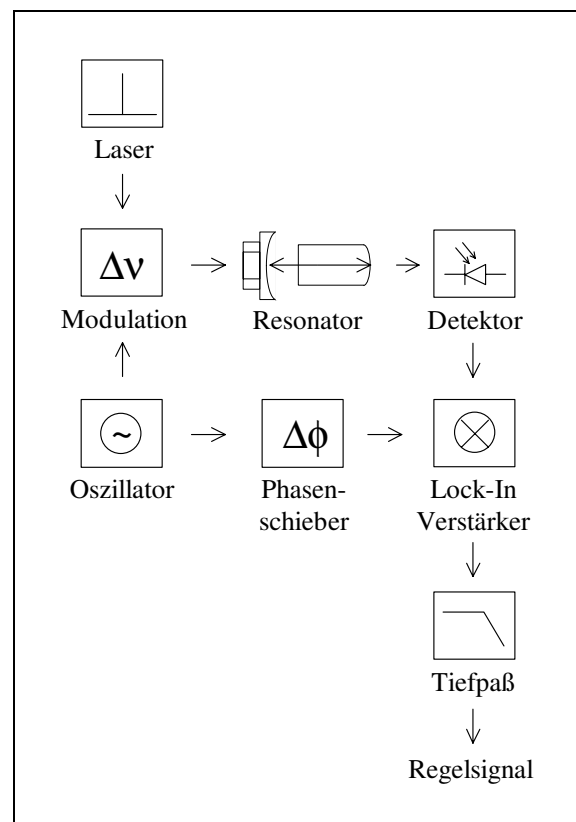 Laser
Δν
Modulation
Resonator
Detektor
~
Oszillator
Δϕ
Phasen-
schieber
Lock-In
Verstärker
Tiefpaß
Regelsignal